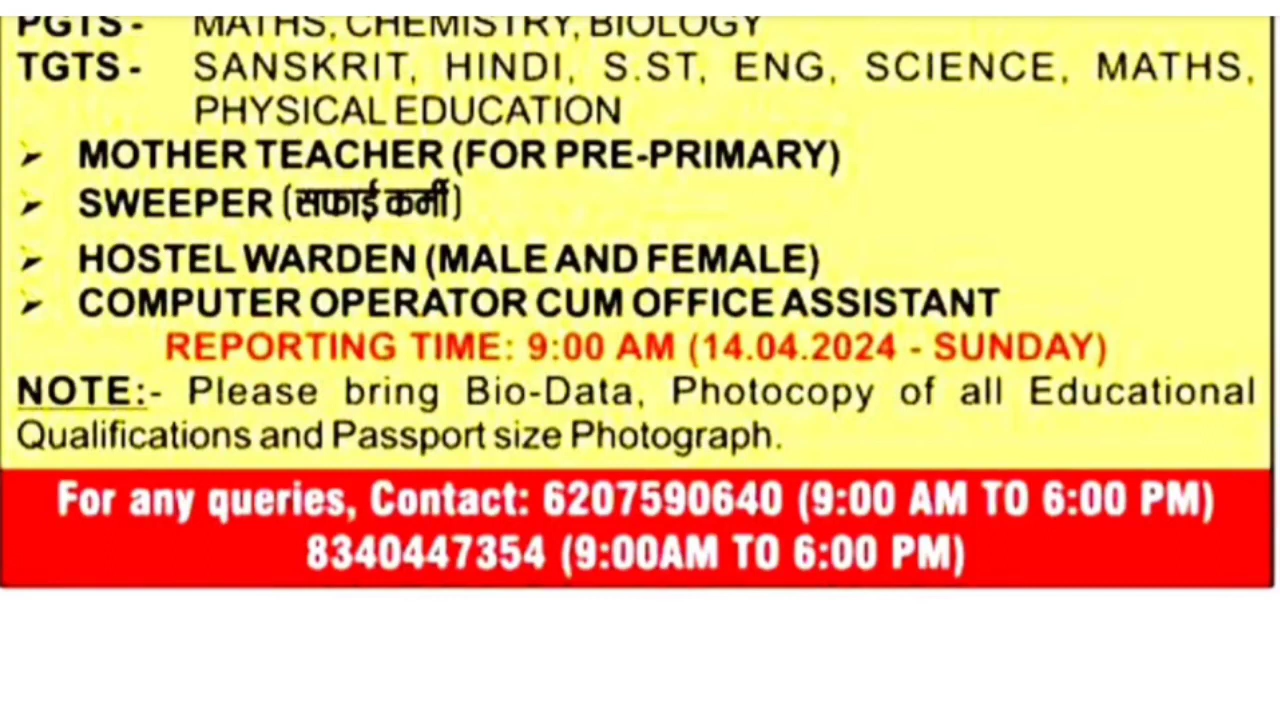 PGTS - MATHS, CHEMISTRY, BIOLOGY
TGTS - SANSKRIT, HINDI, S.ST, ENG, SCIENCE, MATHS,
PHYSICAL EDUCATION
➢ MOTHER TEACHER (FOR PRE-PRIMARY)
➢ SWEEPER (सफाई कर्मी)
➢ HOSTEL WARDEN (MALE AND FEMALE)
➢ COMPUTER OPERATOR CUM OFFICE ASSISTANT
REPORTING TIME: 9:00 AM (14.04.2024 - SUNDAY)
NOTE:- Please bring Bio-Data, Photocopy of all Educational
Qualifications and Passport size Photograph.
For any queries, Contact: 6207590640 (9:00 AM TO 6:00 PM)
8340447354 (9:00AM TO 6:00 PM)